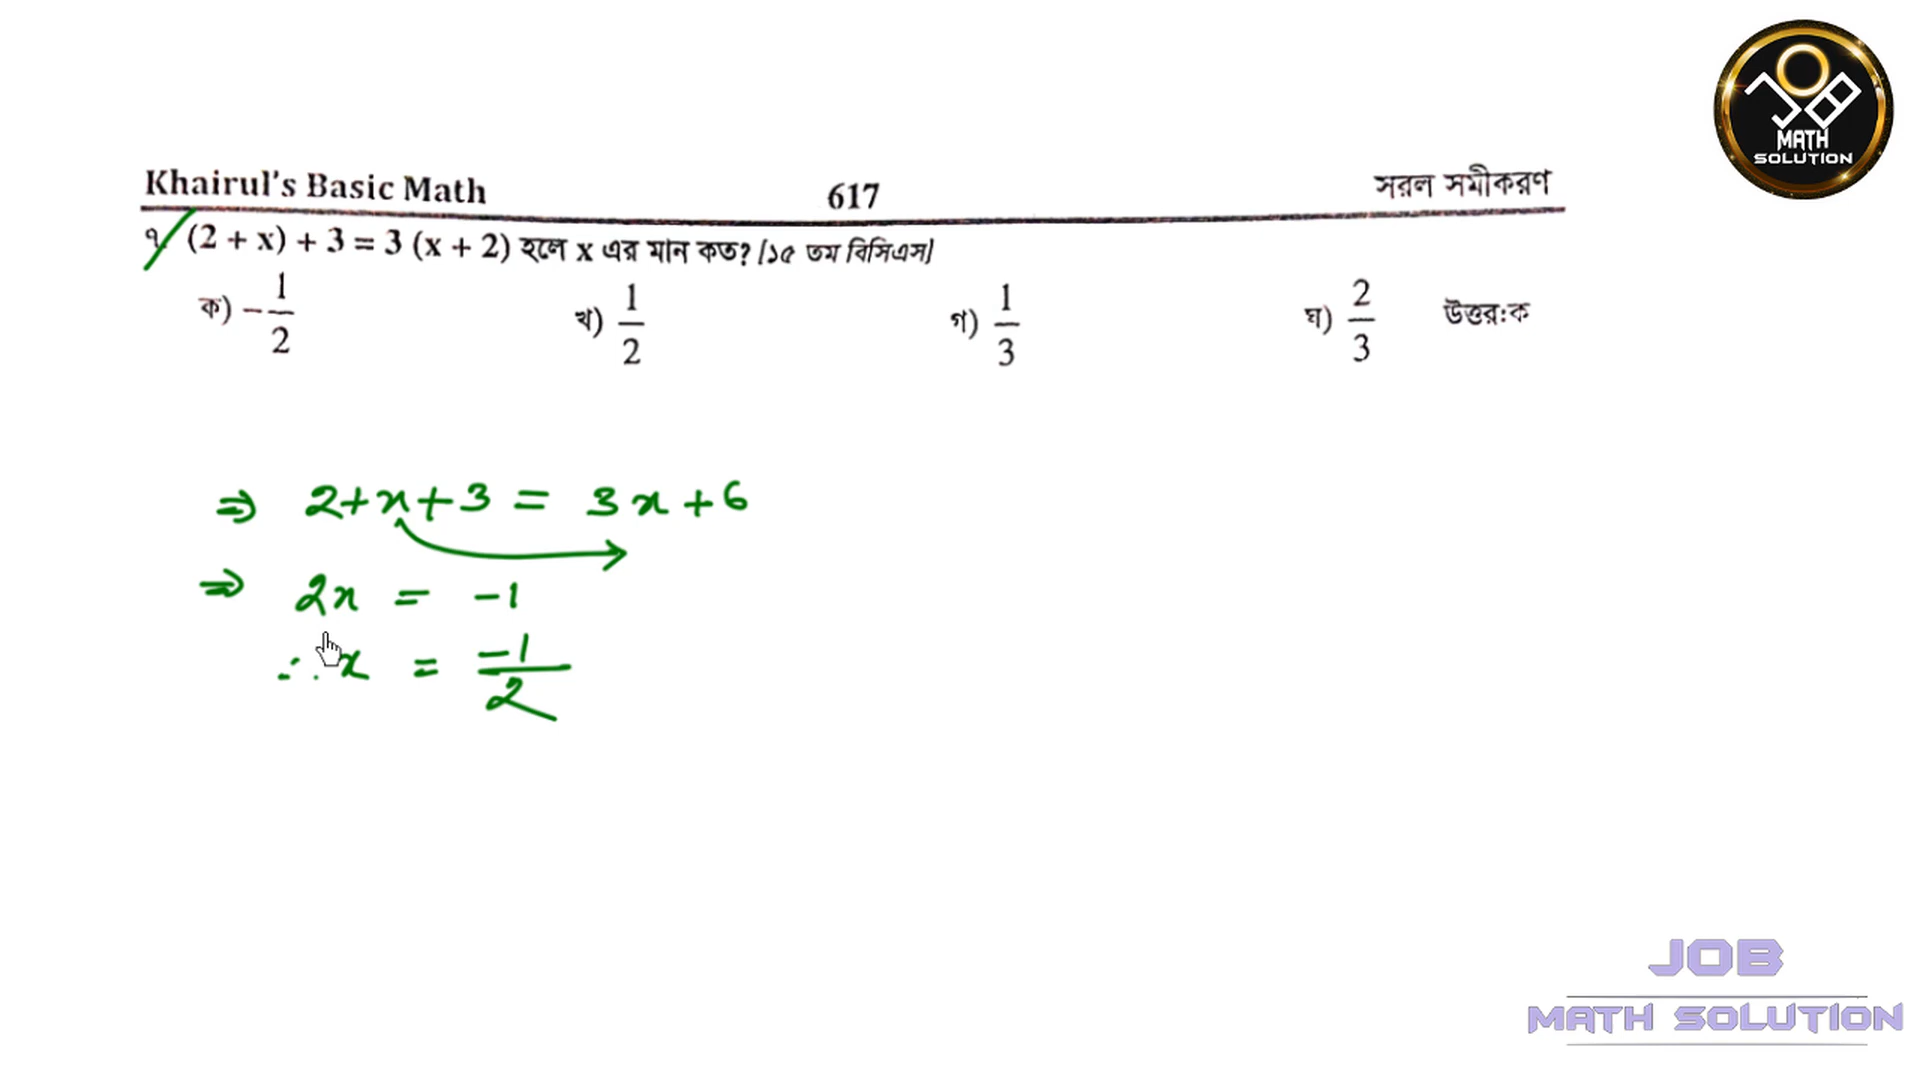 JOB
MATH
SOLUTION
Khairul's Basic Math 617 সরল সমীকরণ
৭. (2 + x) + 3 = 3 (x + 2) হলে x এর মান কত? [১৫ তম বিসিএস]
ক) -1/2 খ) 1/2 গ) 1/3 ঘ) 2/3 উত্তর:ক
⇒ 2+x+3 = 3x+6
⇒ 2x = -1
∴ x = -1/2
JOB
MATH SOLUTION